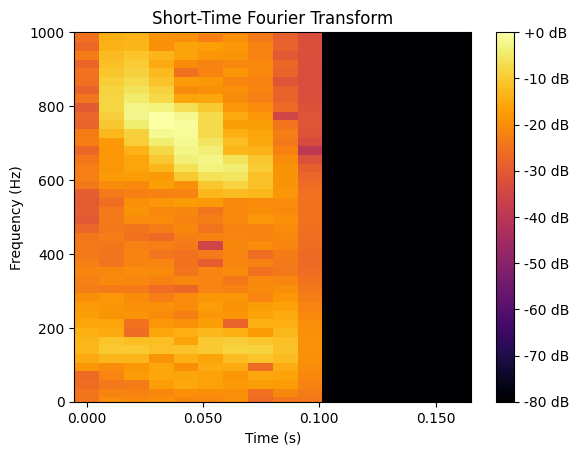 Short-Time Fourier Transform
Frequency (Hz)
1000
800
600
400
200
0
0.000
0.050
0.100
0.150
Time (s)
+0 dB
-10 dB
-20 dB
-30 dB
-40 dB
-50 dB
-60 dB
-70 dB
-80 dB